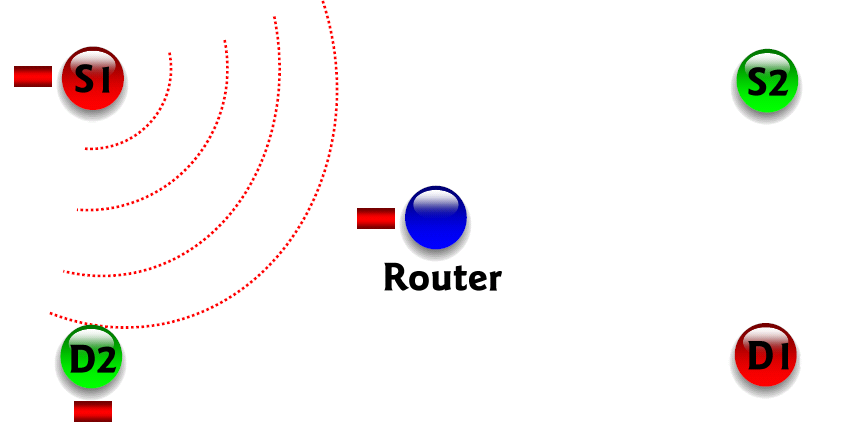 S1
S2
Router
D2
D1